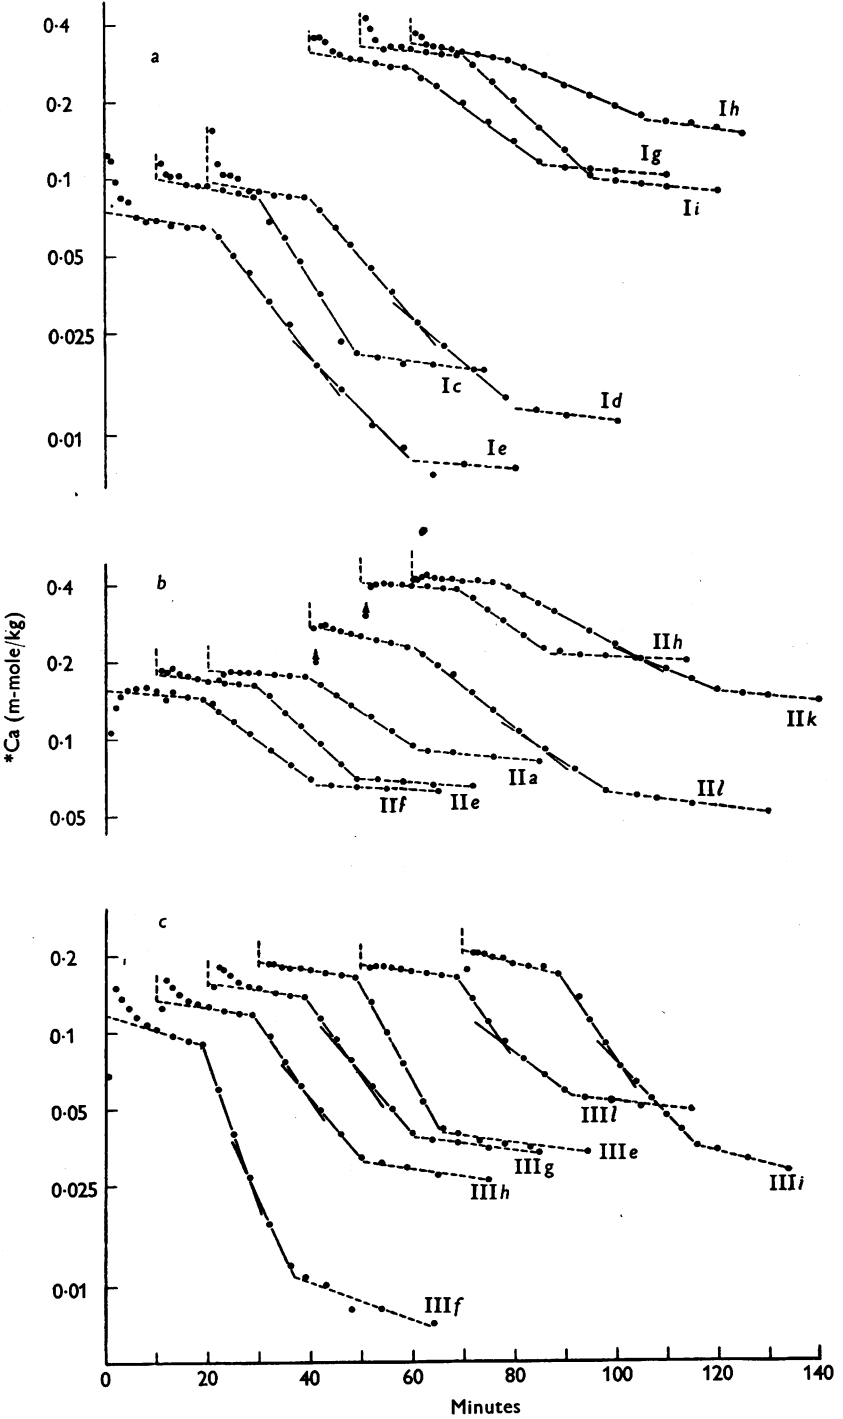 0·4
a
0·2
Ih
Ig
0·1
Ii
0·05
0·025
Ic
Id
0·01
Ie
b
0·4
IIh
0·2
IIk
0·1
IIa
IIl
IIf
IIe
0·05
*Ca (m-mole/kg)
c
0·2
0·1
IIIl
0·05
IIIe
IIIg
IIIi
0·025
IIIh
0·01
IIIf
0 20 40 60 80 100 120 140
Minutes